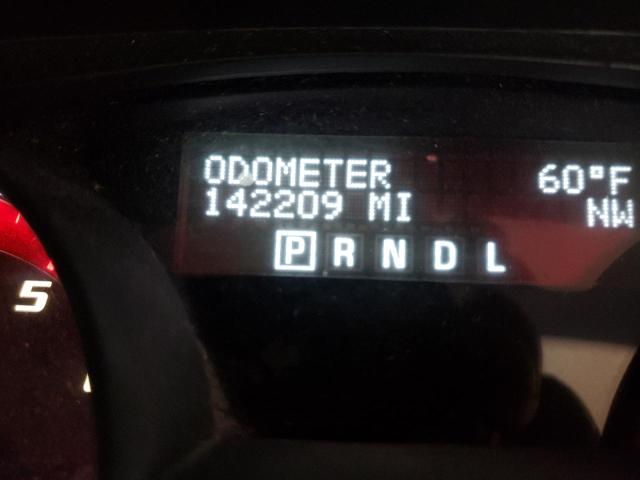 ODOMETER 60°F
142209 MI NW
P R N D L
5